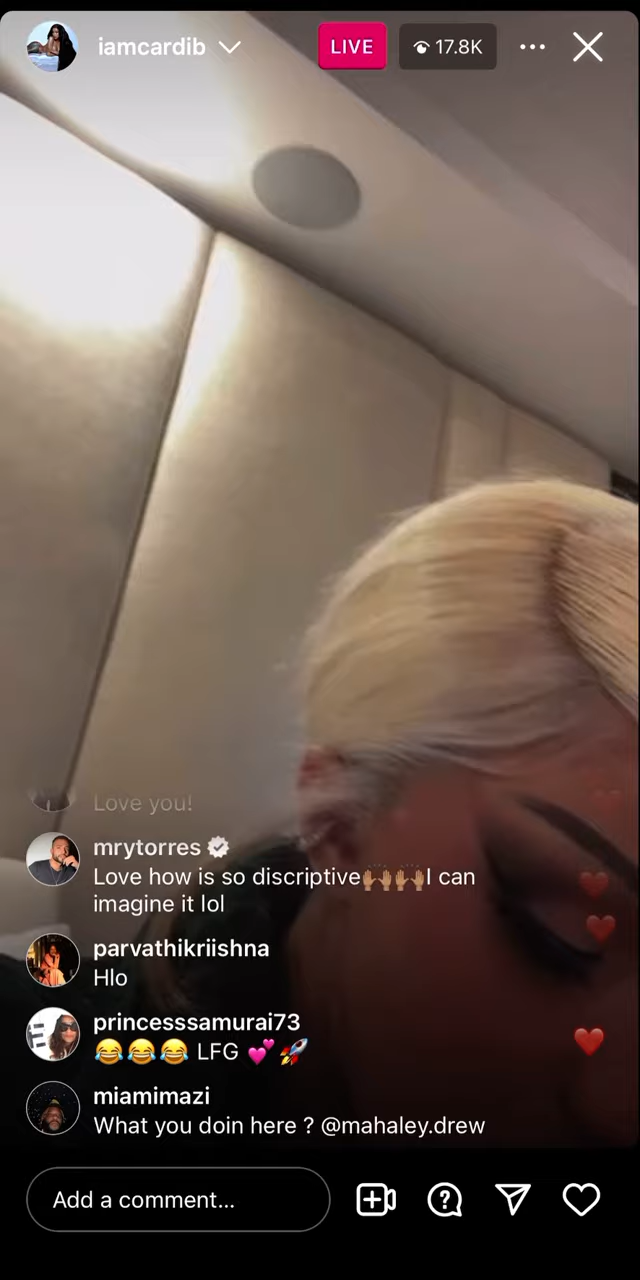 iamcardib
LIVE
17.8K
Love you!
mrytorres
Love how is so discriptive🙌🏽🙌🏽I can
imagine it lol
parvathikriishna
Hlo
princesssamurai73
😂😂😂 LFG 💕🚀
miamimazi
What you doin here ? @mahaley.drew
Add a comment...